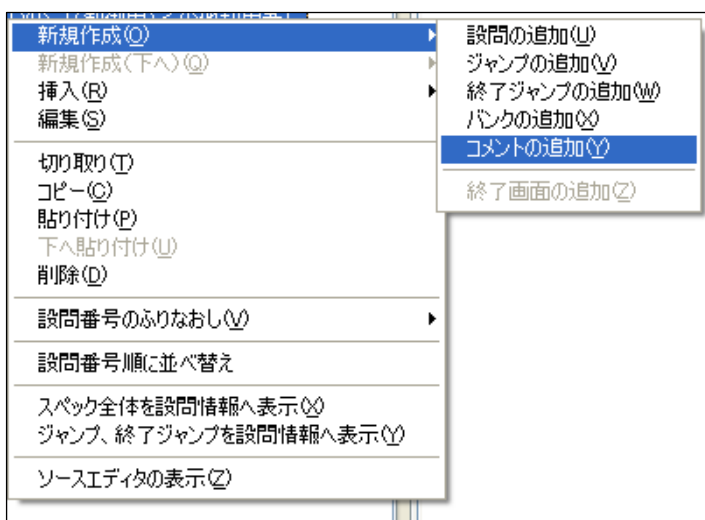 新規作成(O)
新規作成(下へ)(Q)
挿入(R)
編集(S)
切り取り(T)
コピー(C)
貼り付け(P)
下へ貼り付け(U)
削除(D)
設問番号のふりなおし(V)
設問番号順に並べ替え
スペック全体を設問情報へ表示(X)
ジャンプ、終了ジャンプを設問情報へ表示(Y)
ソースエディタの表示(Z)
設問の追加(U)
ジャンプの追加(V)
終了ジャンプの追加(W)
バンクの追加(X)
コメントの追加(Y)
終了画面の追加(Z)